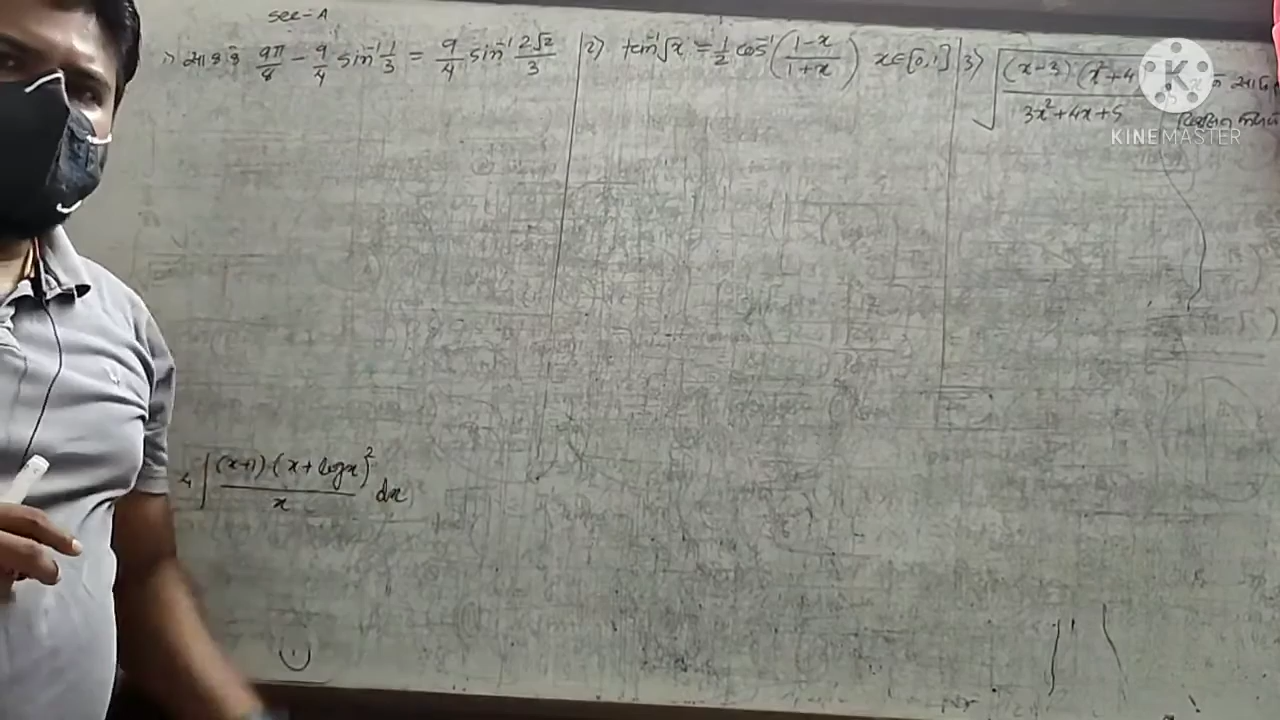 sec-A
1) सा० क० 9π/8 - 9/4 sin⁻¹ 1/3 = 9/4 sin⁻¹ 2√2/3
2) tan⁻¹√x = 1/2 cos⁻¹((1-x)/(1+x)) x∈[0,1]
3) √((x-3)(x²+4)/(3x²+4x+5))
4 ∫ (x+1)(x+logx)²/x dx
KINEMASTER